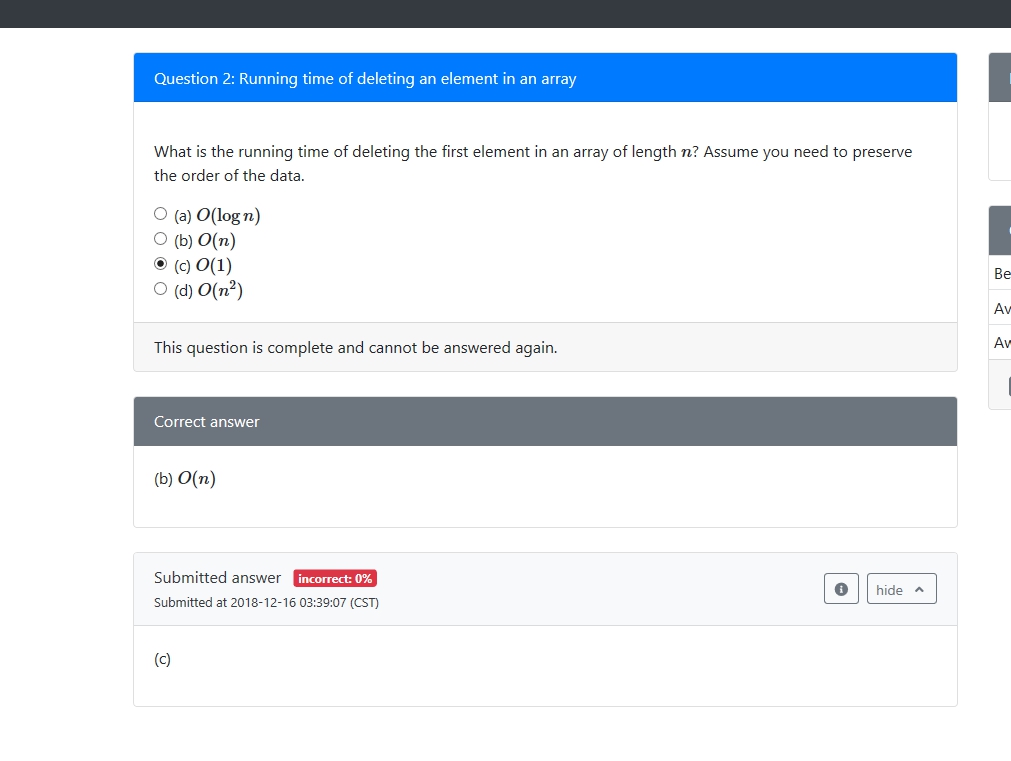 Question 2: Running time of deleting an element in an array
What is the running time of deleting the first element in an array of length n? Assume you need to preserve
the order of the data.
(a) O(log n)
(b) O(n)
(c) O(1)
(d) O(n²)
This question is complete and cannot be answered again.
Correct answer
(b) O(n)
Submitted answer incorrect: 0%
Submitted at 2018-12-16 03:39:07 (CST)
hide
(c)
Be
Av